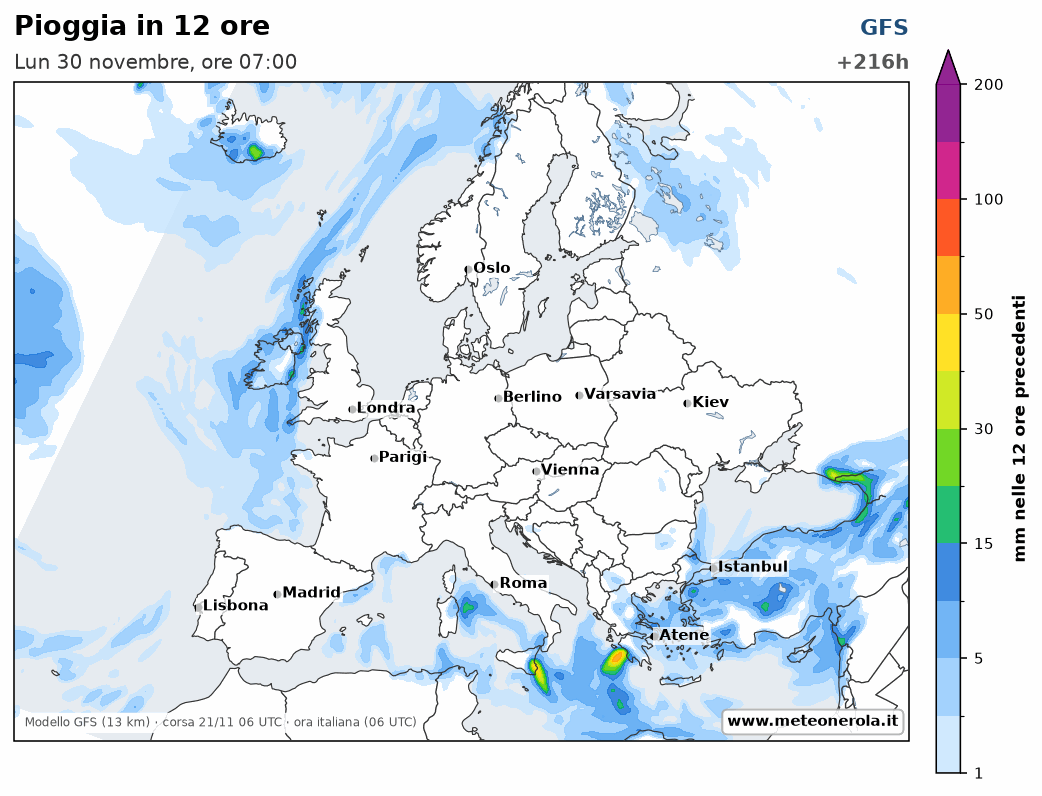 Pioggia in 12 ore
GFS
Lun 30 novembre, ore 07:00
+216h
200
100
50
30
15
5
1
mm nelle 12 ore precedenti
Oslo
Berlino
Varsavia
Kiev
Londra
Parigi
Vienna
Istanbul
Roma
Madrid
Lisbona
Atene
Modello GFS (13 km) · corsa 21/11 06 UTC · ora italiana (06 UTC)
www.meteonerola.it